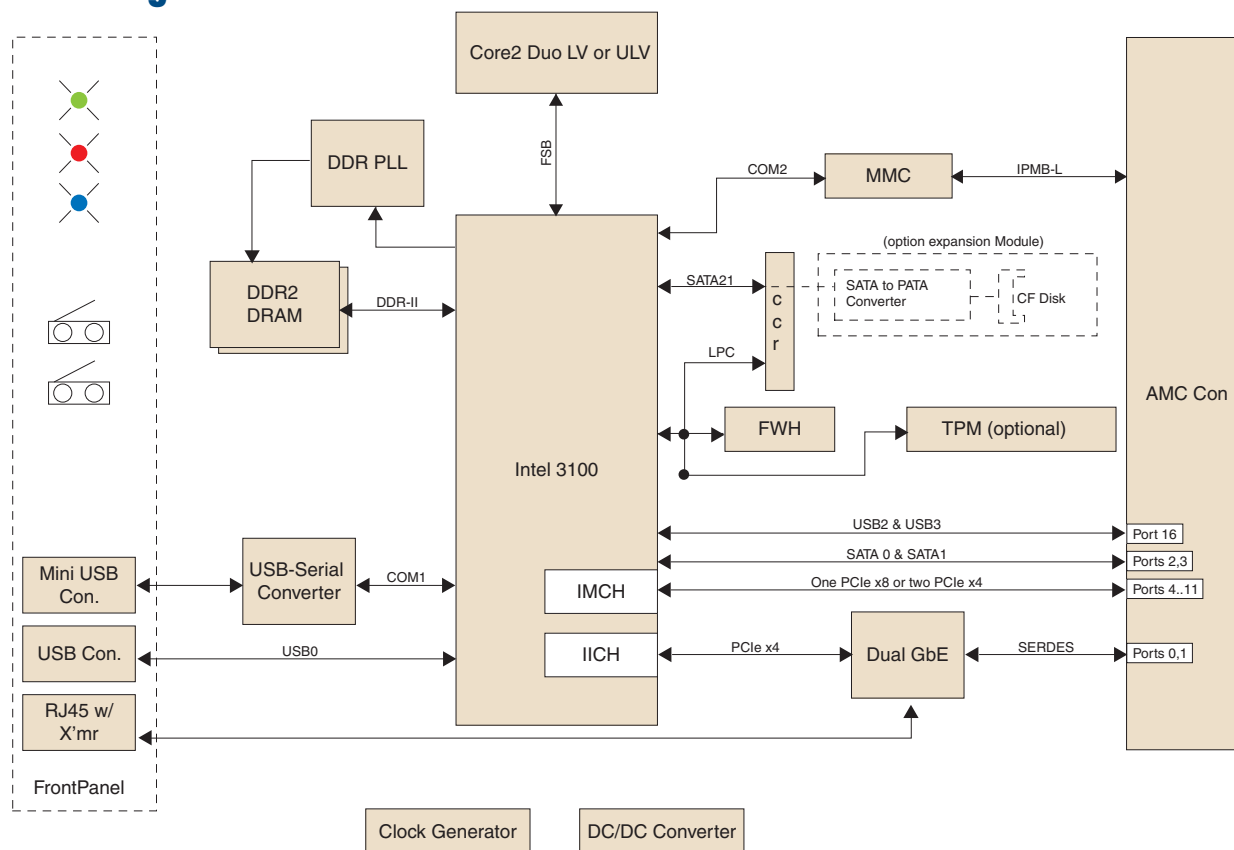 Core2 Duo LV or ULV
FSB
DDR PLL
DDR2
DRAM
DDR-II
COM2
MMC
IPMB-L
(option expansion Module)
SATA21
c
c
r
SATA to PATA
Converter
CF Disk
LPC
FWH
TPM (optional)
AMC Con
Intel 3100
USB2 & USB3
Port 16
SATA 0 & SATA1
Ports 2,3
One PCIe x8 or two PCIe x4
Ports 4..11
IMCH
IICH
PCIe x4
Dual GbE
SERDES
Ports 0,1
Mini USB
Con.
USB-Serial
Converter
COM1
USB Con.
USB0
RJ45 w/
X'mr
FrontPanel
Clock Generator
DC/DC Converter